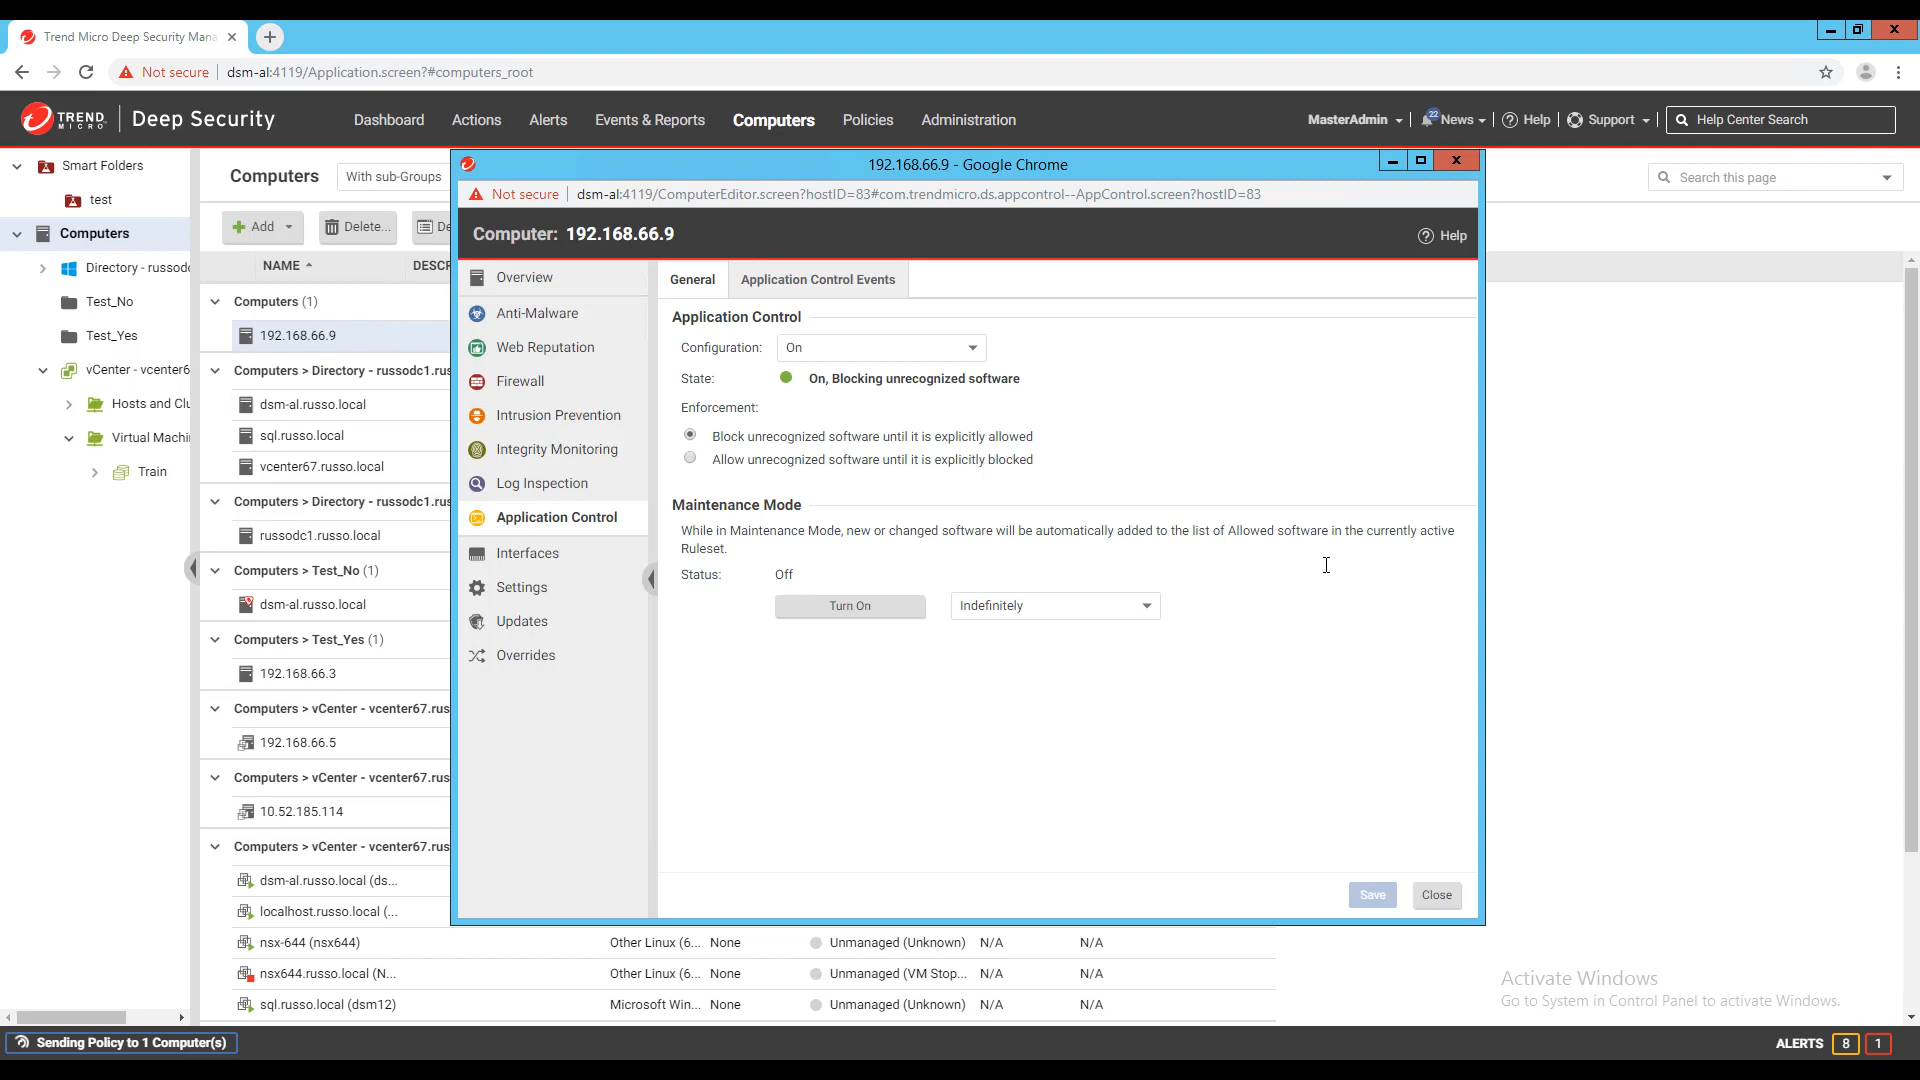 Trend Micro Deep Security Mana
Not secure
dsm-al:4119/Application.screen?#computers_root
TREND MICRO
Deep Security
Dashboard
Actions
Alerts
Events & Reports
Computers
Policies
Administration
MasterAdmin
22
News
Help
Support
Help Center Search
Smart Folders
test
Computers
Directory - russodc
Test_No
Test_Yes
vCenter - vcenter6
Hosts and Clu
Virtual Machi
Train
Computers
With sub-Groups
Search this page
Add
Delete...
De
NAME
DESCR
Computers (1)
192.168.66.9
Computers > Directory - russodc1.rus
dsm-al.russo.local
sql.russo.local
vcenter67.russo.local
Computers > Directory - russodc1.rus
russodc1.russo.local
Computers > Test_No (1)
dsm-al.russo.local
Computers > Test_Yes (1)
192.168.66.3
Computers > vCenter - vcenter67.rus
192.168.66.5
Computers > vCenter - vcenter67.rus
10.52.185.114
Computers > vCenter - vcenter67.rus
dsm-al.russo.local (ds...
localhost.russo.local (...
nsx-644 (nsx644) Other Linux (6... None Unmanaged (Unknown) N/A N/A
nsx644.russo.local (N... Other Linux (6... None Unmanaged (VM Stop... N/A N/A
sql.russo.local (dsm12) Microsoft Win... None Unmanaged (Unknown) N/A N/A
192.168.66.9 - Google Chrome
Not secure
dsm-al:4119/ComputerEditor.screen?hostID=83#com.trendmicro.ds.appcontrol--AppControl.screen?hostID=83
Computer: 192.168.66.9
Help
Overview
Anti-Malware
Web Reputation
Firewall
Intrusion Prevention
Integrity Monitoring
Log Inspection
Application Control
Interfaces
Settings
Updates
Overrides
General
Application Control Events
Application Control
Configuration: On
State: On, Blocking unrecognized software
Enforcement:
Block unrecognized software until it is explicitly allowed
Allow unrecognized software until it is explicitly blocked
Maintenance Mode
While in Maintenance Mode, new or changed software will be automatically added to the list of Allowed software in the currently active
Ruleset.
Status: Off
Turn On
Indefinitely
Save
Close
Activate Windows
Go to System in Control Panel to activate Windows.
Sending Policy to 1 Computer(s)
ALERTS 8 1